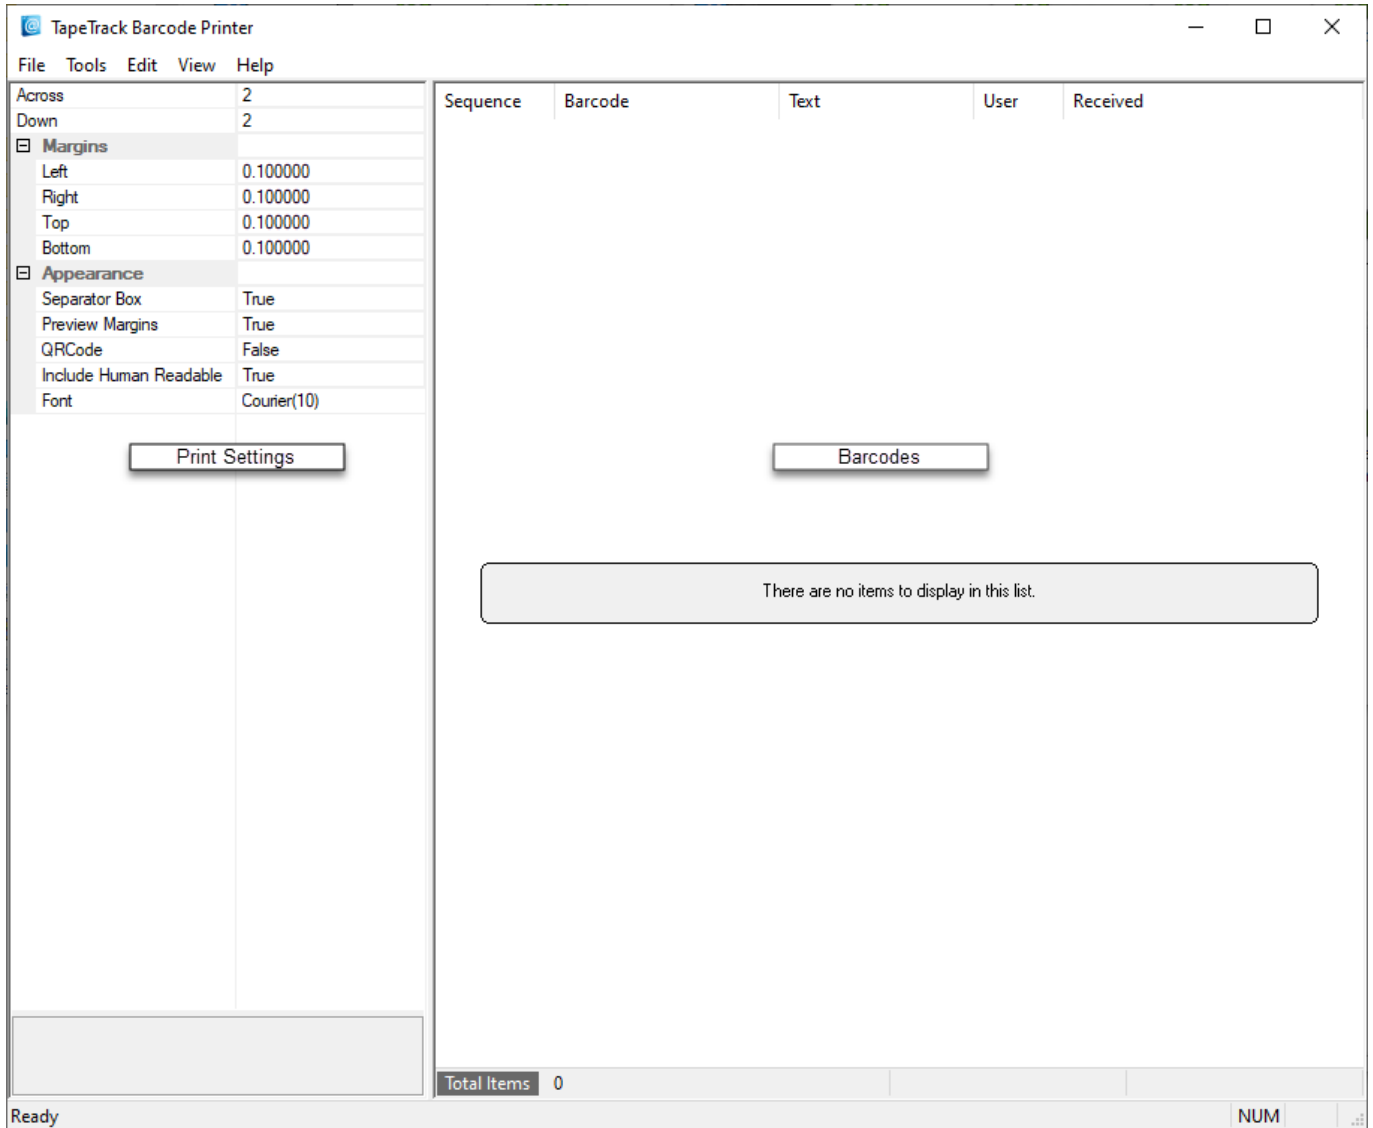 TapeTrack Barcode Printer
File Tools Edit View Help
Across 2
Down 2
Margins
Left 0.100000
Right 0.100000
Top 0.100000
Bottom 0.100000
Appearance
Separator Box True
Preview Margins True
QRCode False
Include Human Readable True
Font Courier(10)
Print Settings
Sequence Barcode Text User Received
Barcodes
There are no items to display in this list.
Total Items 0
Ready NUM